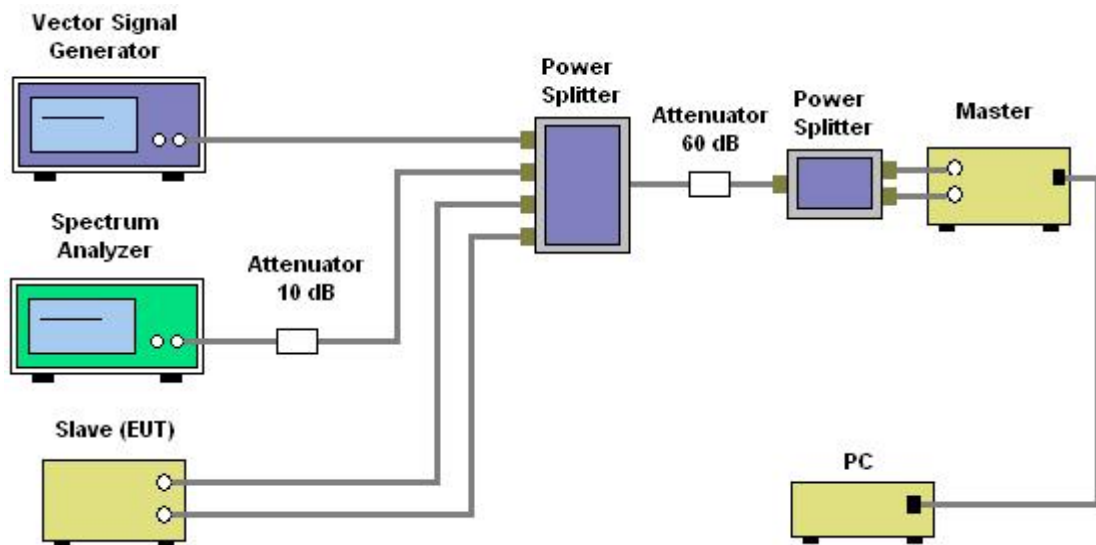 Vector Signal
Generator
Power
Splitter
Attenuator
60 dB
Power
Splitter
Master
Spectrum
Analyzer
Attenuator
10 dB
Slave (EUT)
PC